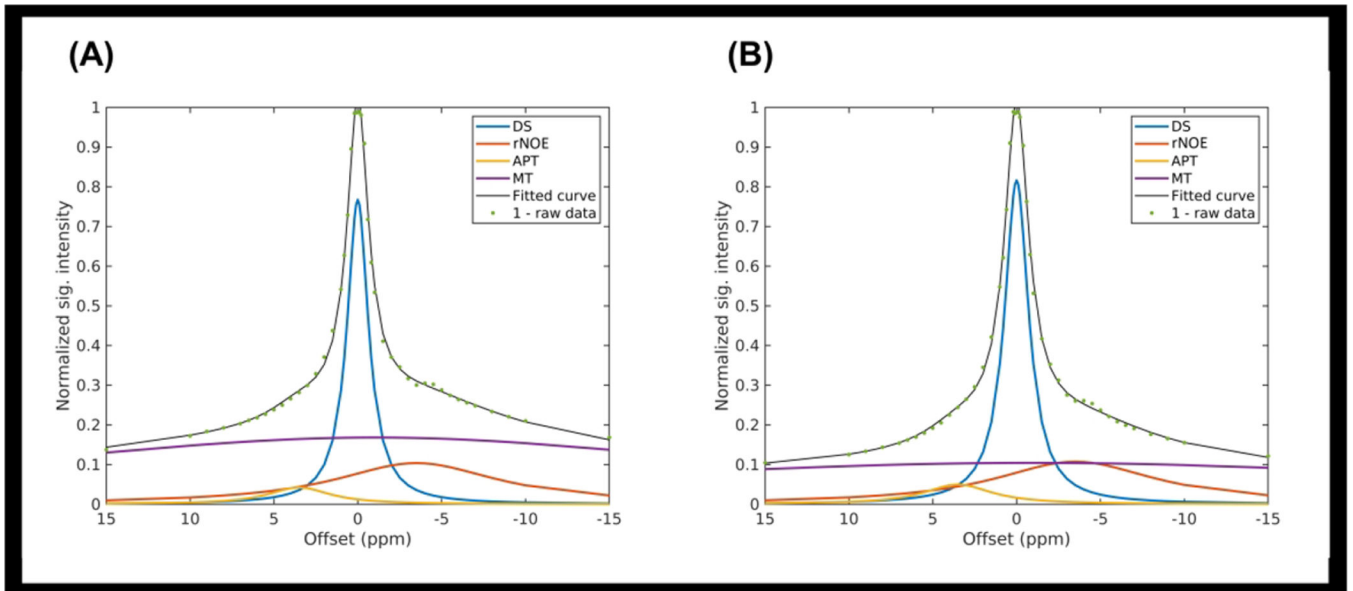 (A)
1
0.9
0.8
0.7
0.6
0.5
0.4
0.3
0.2
0.1
0
15
10
5
0
-5
-10
-15
Normalized sig. intensity
Offset (ppm)
DS
rNOE
APT
MT
Fitted curve
1 - raw data
(B)
1
0.9
0.8
0.7
0.6
0.5
0.4
0.3
0.2
0.1
0
15
10
5
0
-5
-10
-15
Normalized sig. intensity
Offset (ppm)
DS
rNOE
APT
MT
Fitted curve
1 - raw data